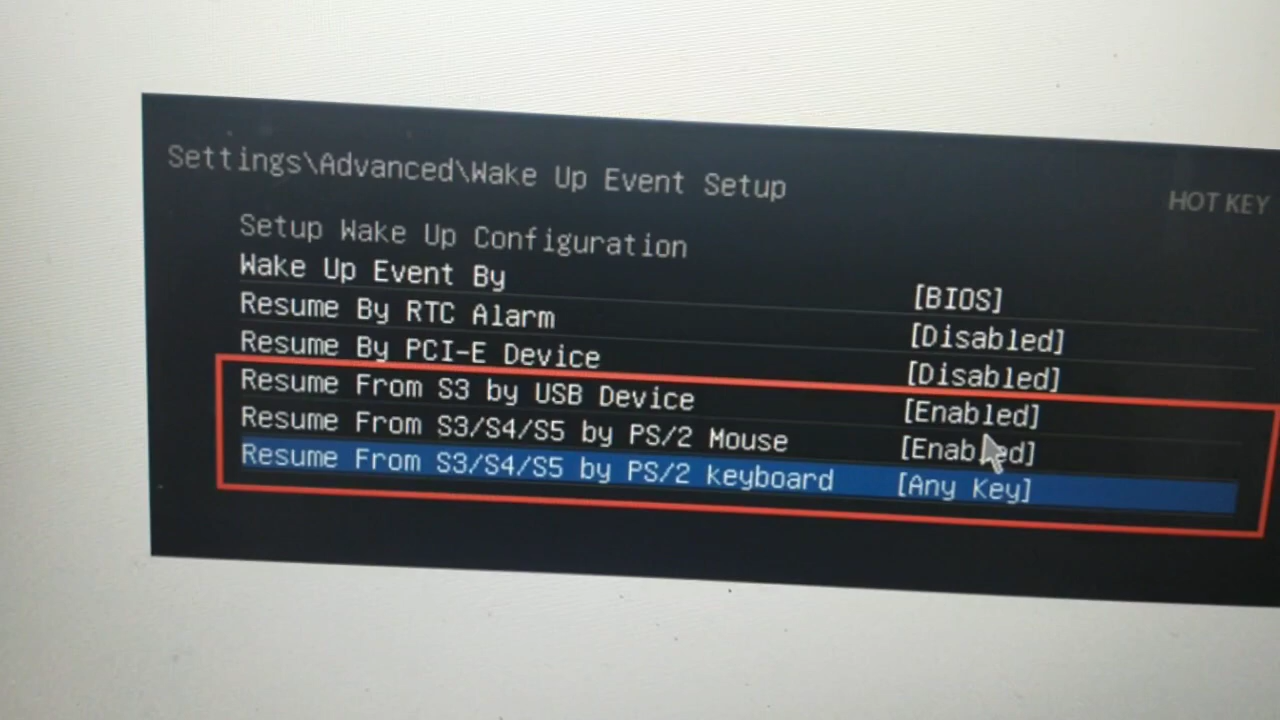 Settings\Advanced\Wake Up Event Setup
HOT KEY
Setup Wake Up Configuration
Wake Up Event By [BIOS]
Resume By RTC Alarm [Disabled]
Resume By PCI-E Device [Disabled]
Resume From S3 by USB Device [Enabled]
Resume From S3/S4/S5 by PS/2 Mouse [Enabled]
Resume From S3/S4/S5 by PS/2 keyboard [Any Key]